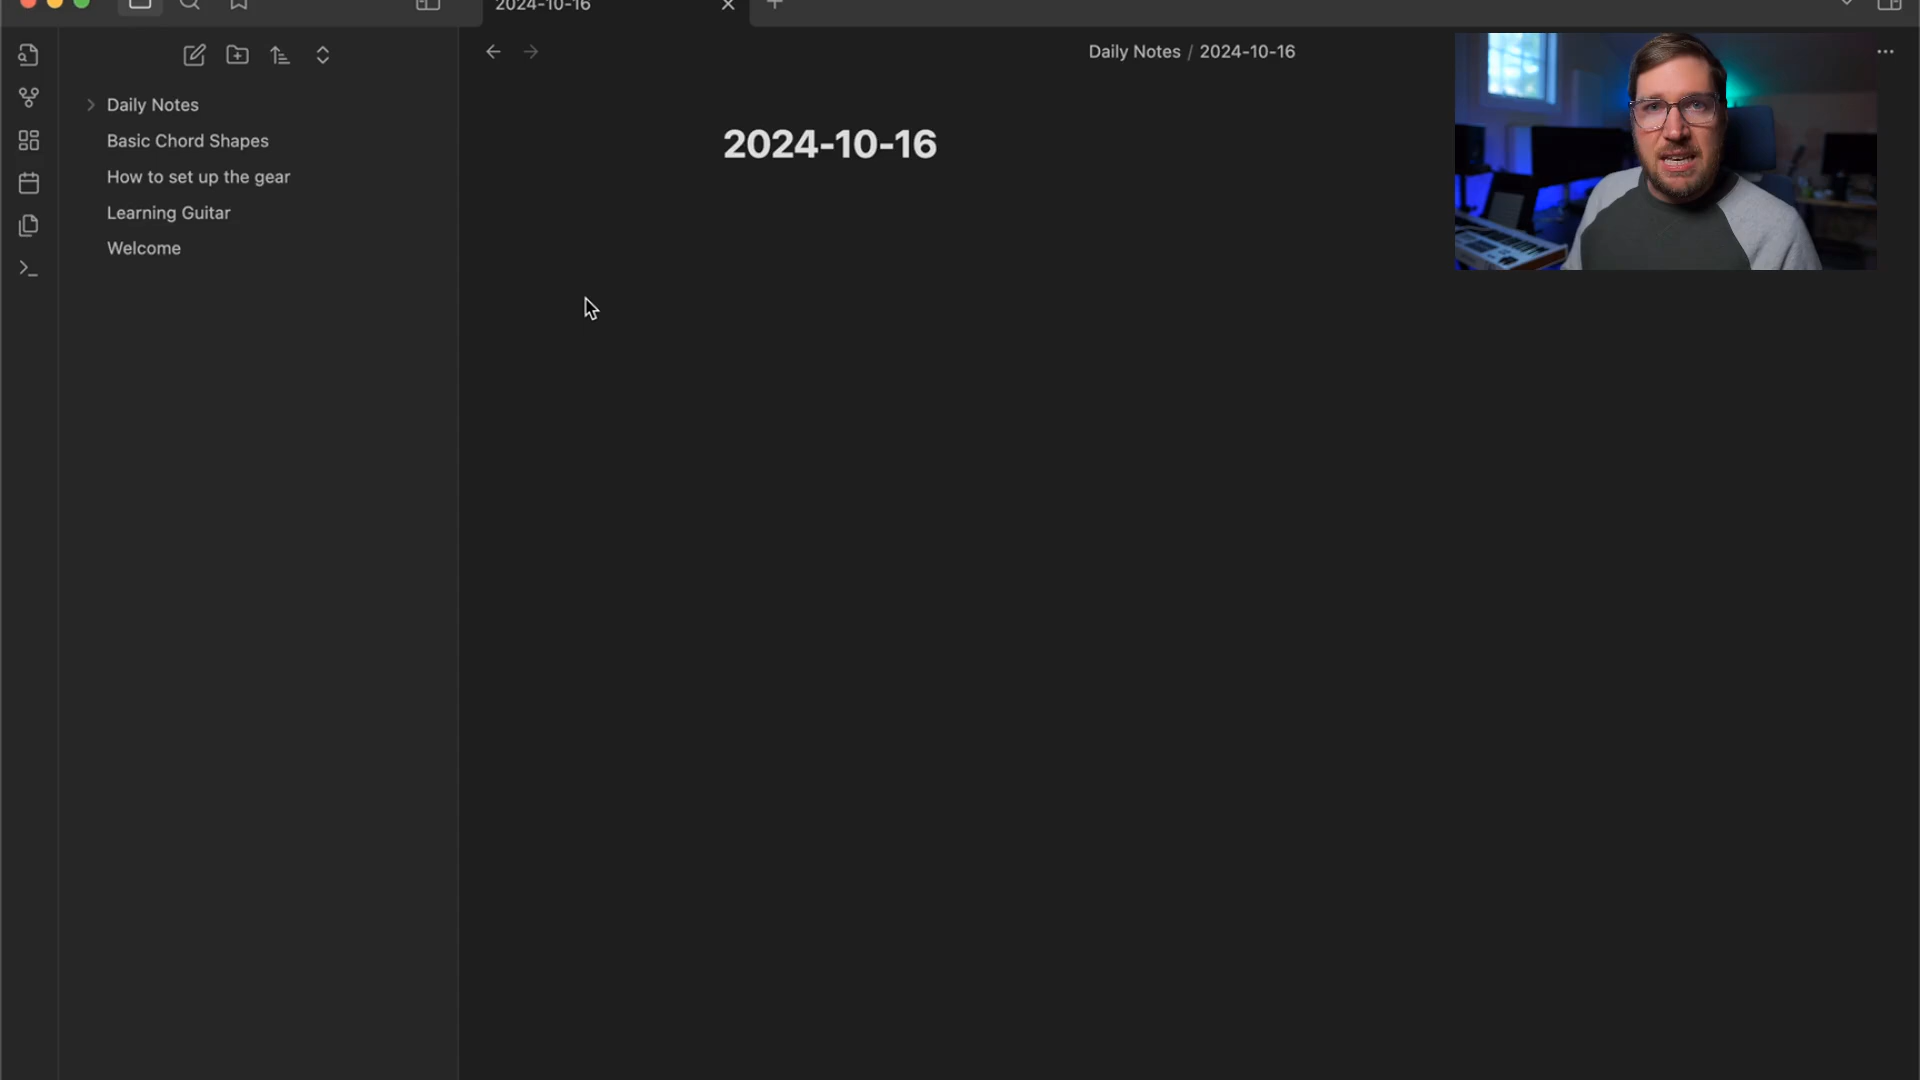 2024-10-16
Daily Notes / 2024-10-16
Daily Notes
Basic Chord Shapes
How to set up the gear
Learning Guitar
Welcome
2024-10-16